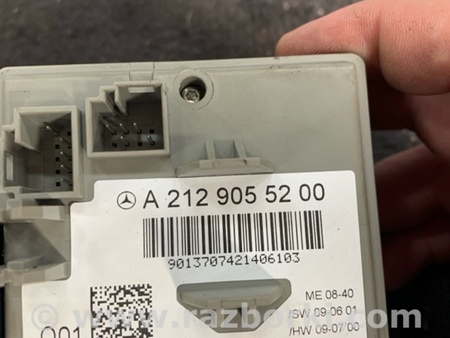 A 212 905 52 00
9013707421406103
ME 08-40
SW 09-06 01
Q01
/HW 09-07/00
www.razborki.com